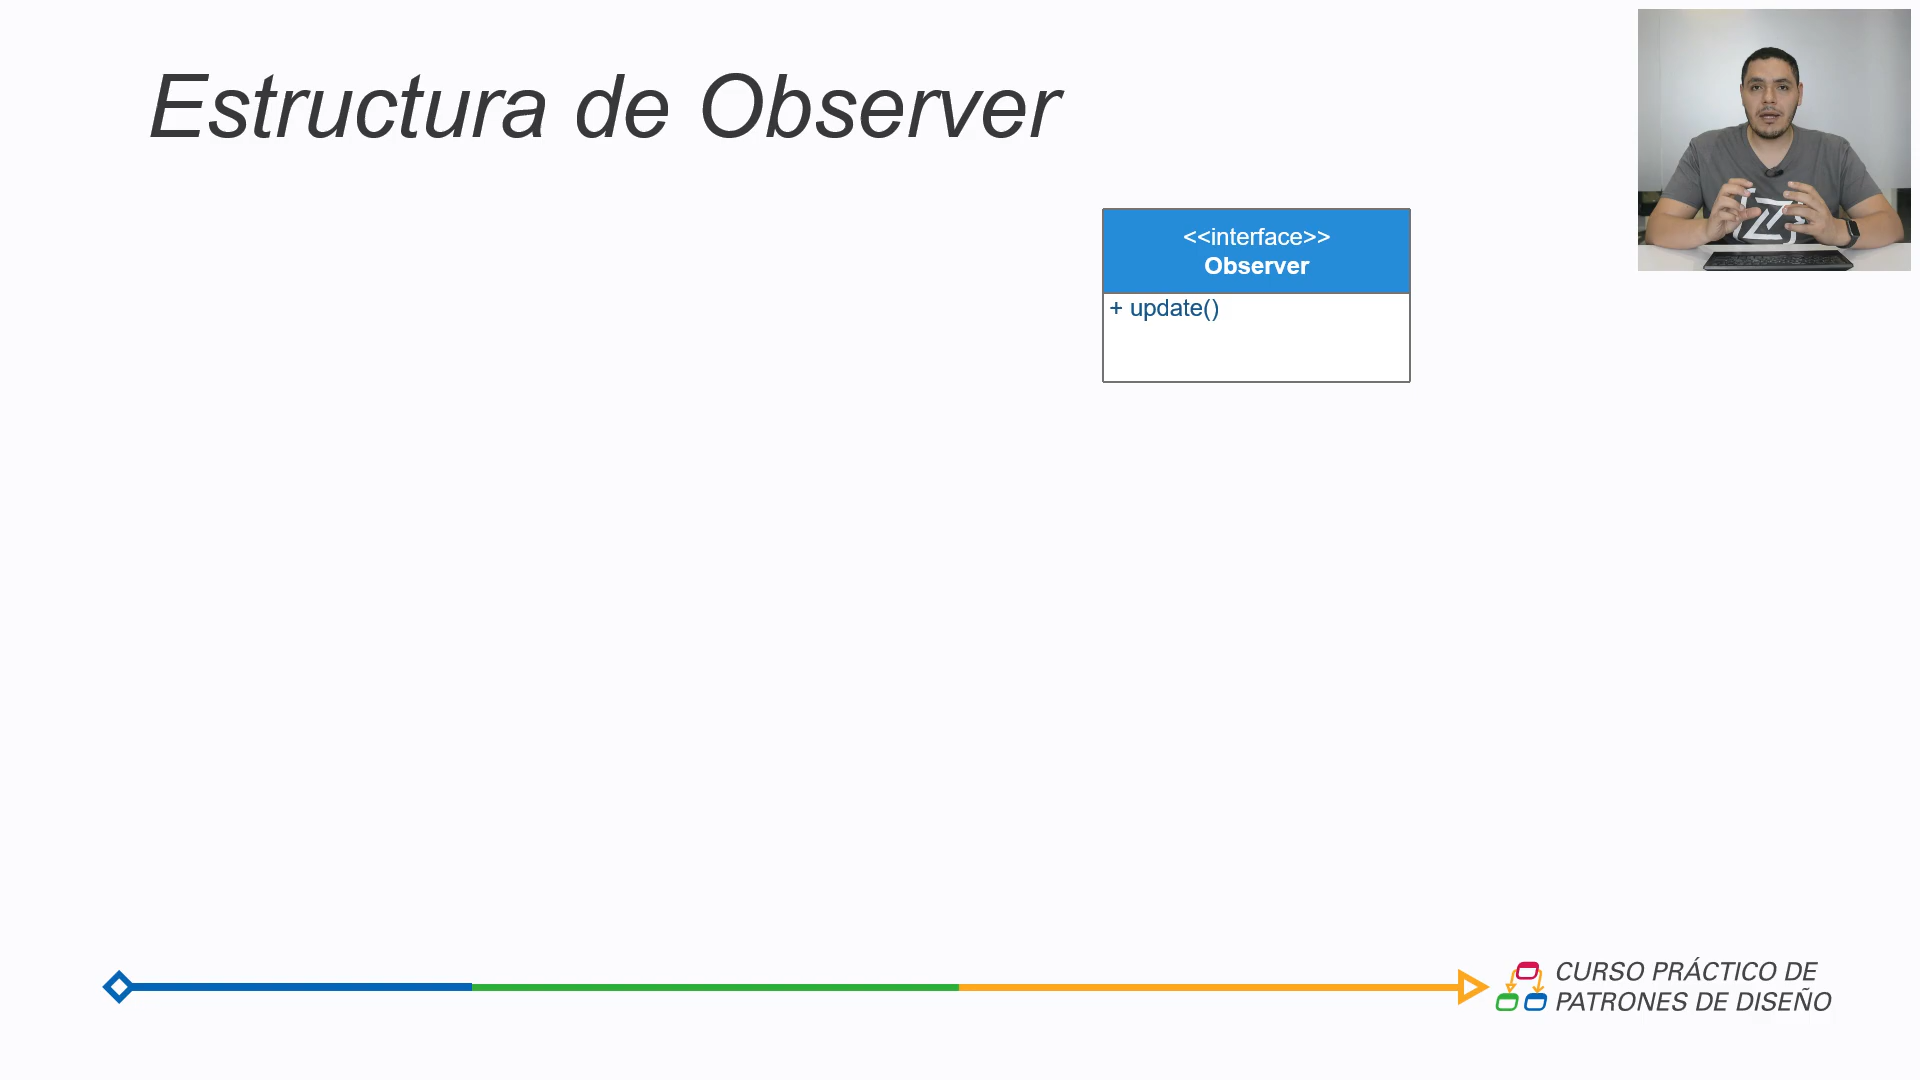 Estructura de Observer
<<interface>>
Observer
+ update()
CURSO PRÁCTICO DE
PATRONES DE DISEÑO